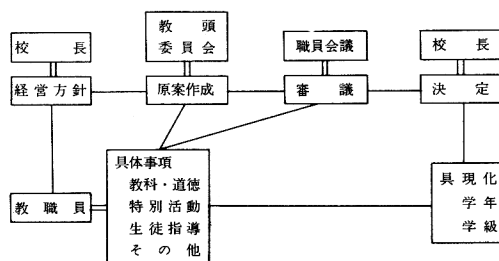 校長
教頭
委員会
職員会議
校長
経営方針
原案作成
審議
決定
教職員
具体事項
教科・道徳
特別活動
生徒指導
その他
具現化
学年
学級